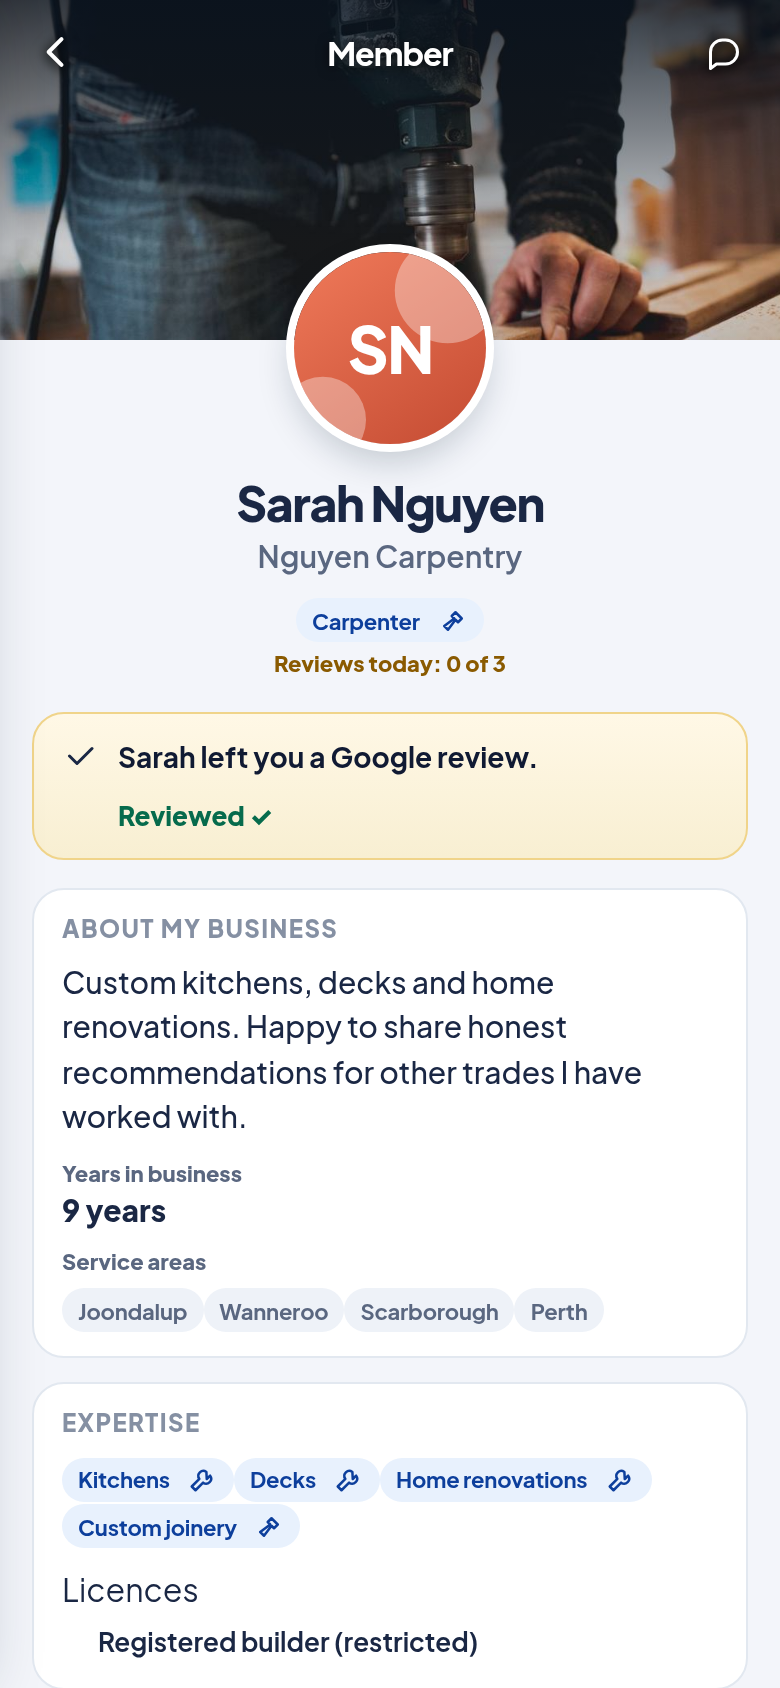 Member
SN
Sarah Nguyen
Nguyen Carpentry
Carpenter
Reviews today: 0 of 3
Sarah left you a Google review.
Reviewed ✓
ABOUT MY BUSINESS
Custom kitchens, decks and home
renovations. Happy to share honest
recommendations for other trades I have
worked with.
Years in business
9 years
Service areas
Joondalup Wanneroo Scarborough Perth
EXPERTISE
Kitchens Decks Home renovations
Custom joinery
Licences
Registered builder (restricted)